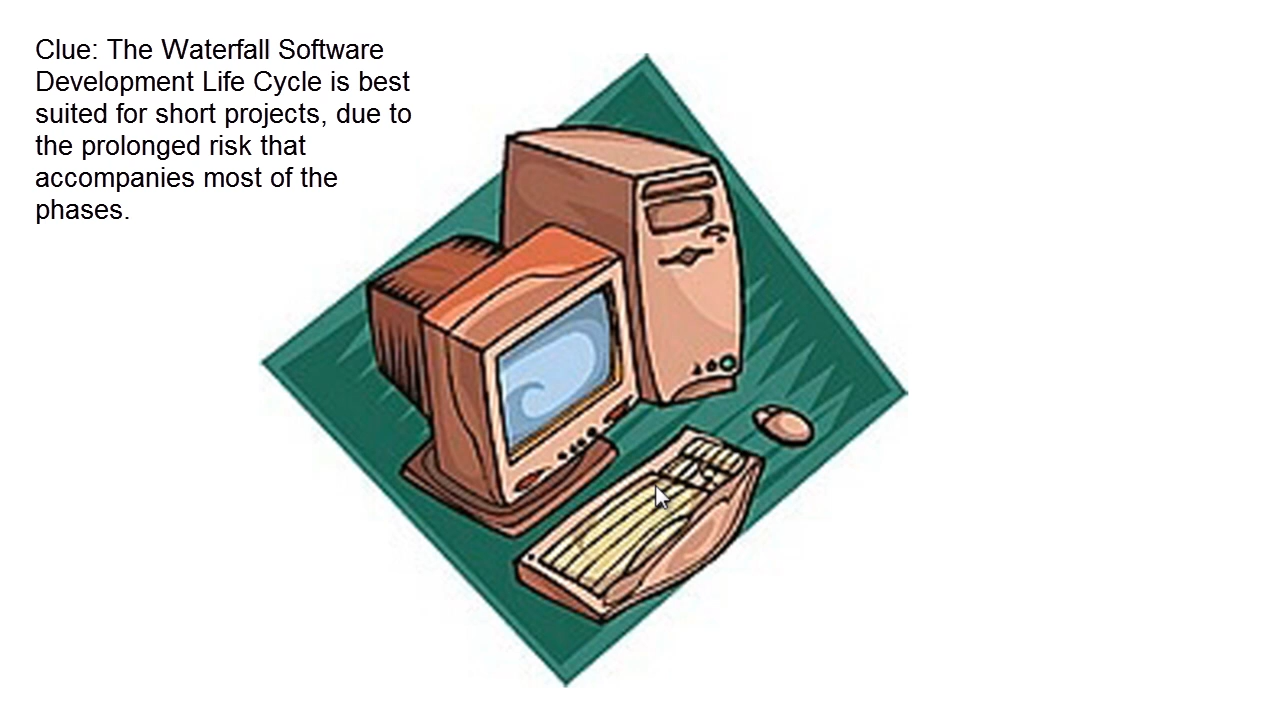 Clue: The Waterfall Software
Development Life Cycle is best
suited for short projects, due to
the prolonged risk that
accompanies most of the
phases.